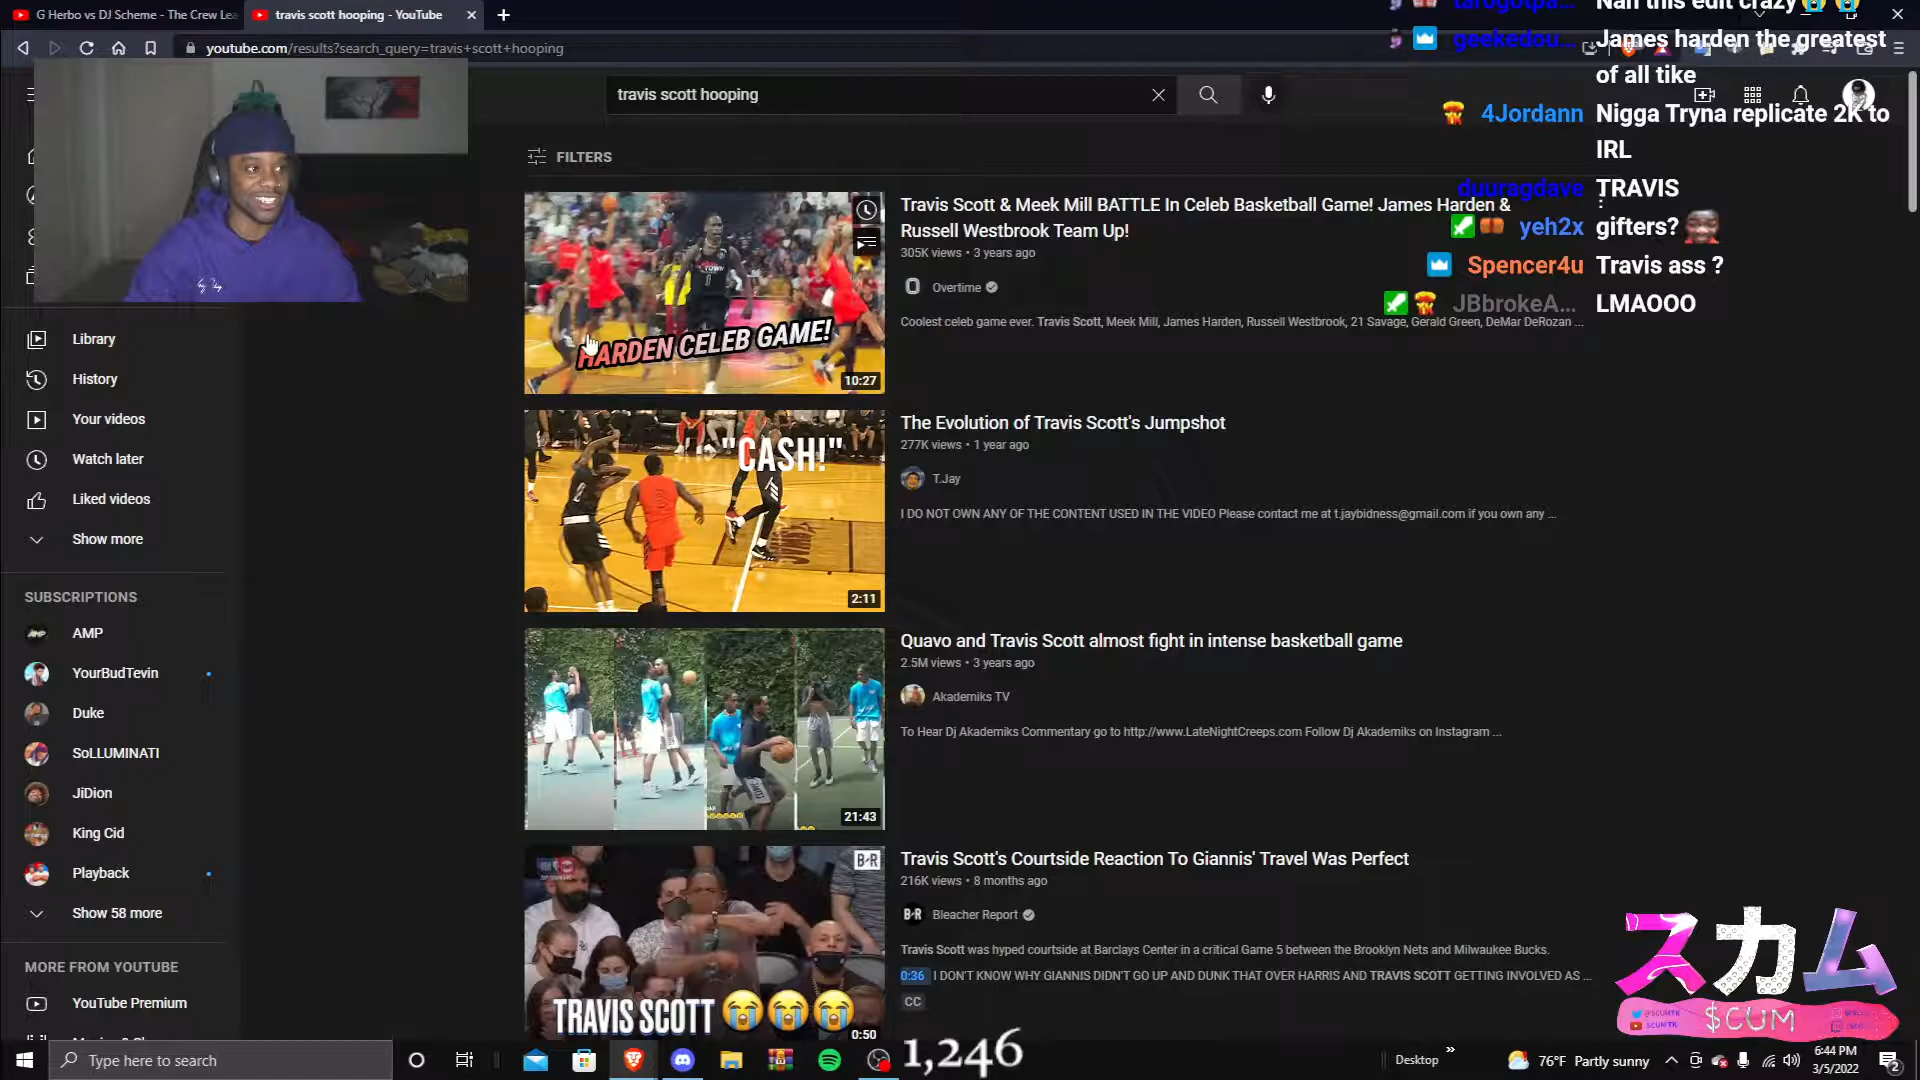 G Herbo vs DJ Scheme - The Crew Lea
travis scott hooping - YouTube
youtube.com/results?search_query=travis+scott+hooping
travis scott hooping
FILTERS
Nah this edit crazy
geekedou... James harden the greatest
of all tike
4Jordann Nigga Tryna replicate 2K to
IRL
duuragdave: TRAVIS
yeh2x gifters?
Spencer4u Travis ass ?
JBbrokeA... LMAOOO
Library
History
Your videos
Watch later
Liked videos
Show more
SUBSCRIPTIONS
AMP
YourBudTevin
Duke
SoLLUMINATI
JiDion
King Cid
Playback
Show 58 more
MORE FROM YOUTUBE
YouTube Premium
HARDEN CELEB GAME!
10:27
Travis Scott & Meek Mill BATTLE In Celeb Basketball Game! James Harden &
Russell Westbrook Team Up!
305K views • 3 years ago
Overtime
Coolest celeb game ever. Travis Scott, Meek Mill, James Harden, Russell Westbrook, 21 Savage, Gerald Green, DeMar DeRozan ...
"CASH!"
2:11
The Evolution of Travis Scott's Jumpshot
277K views • 1 year ago
T.Jay
I DO NOT OWN ANY OF THE CONTENT USED IN THE VIDEO Please contact me at t.jaybidness@gmail.com if you own any ...
21:43
Quavo and Travis Scott almost fight in intense basketball game
2.5M views • 3 years ago
Akademiks TV
To Hear Dj Akademiks Commentary go to http://www.LateNightCreeps.com Follow Dj Akademiks on Instagram ...
B/R
TRAVIS SCOTT
0:50
Travis Scott's Courtside Reaction To Giannis' Travel Was Perfect
216K views • 8 months ago
B/R Bleacher Report
Travis Scott was hyped courtside at Barclays Center in a critical Game 5 between the Brooklyn Nets and Milwaukee Bucks.
0:36 I DON'T KNOW WHY GIANNIS DIDN'T GO UP AND DUNK THAT OVER HARRIS AND TRAVIS SCOTT GETTING INVOLVED AS ...
CC
スカム
$CUM
Type here to search
1,246
Desktop
76°F Partly sunny
6:44 PM
3/5/2022
2